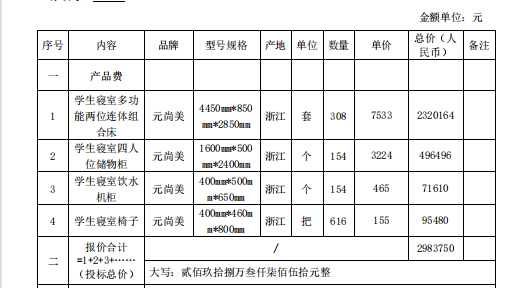 金额单位：元
序号 内容 品牌 型号规格 产地 单位 数量 单价 总价（人
民币） 备注
一 产品费
1 学生寝室多功
能两位连体组
合床 元尚美 4450mm*850
mm*2850mm 浙江 套 308 7533 2320164
2 学生寝室四人
位储物柜 元尚美 1600mm*500
mm*2400mm 浙江 个 154 3224 496496
3 学生寝室饮水
机柜 元尚美 400mm*500m
m*650mm 浙江 个 154 465 71610
4 学生寝室椅子 元尚美 400mm*460m
m*800mm 浙江 把 616 155 95480
二 报价合计
=1+2+3+……
（投标总价） / 2983750
大写：贰佰玖拾捌万叁仟柒佰伍拾元整